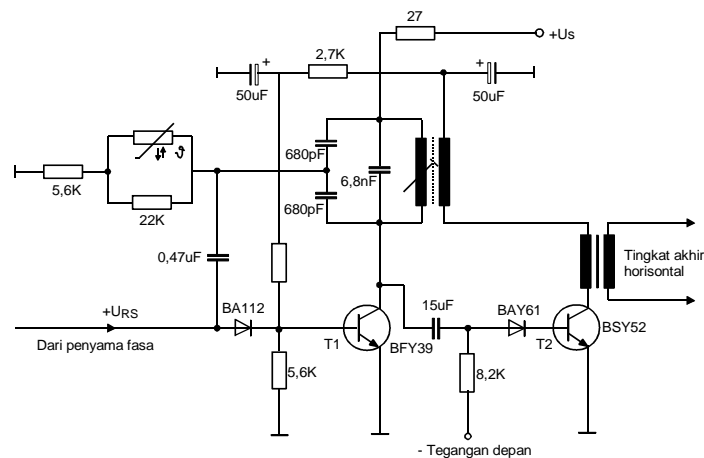 27
+Us
2,7K
+
50uF
+
50uF
ϑ
680pF
6,8nF
680pF
5,6K
22K
0,47uF
Tingkat akhir
horisontal
+URS
BA112
15uF
BAY61
BSY52
Dari penyama fasa
T1
BFY39
T2
5,6K
8,2K
- Tegangan depan